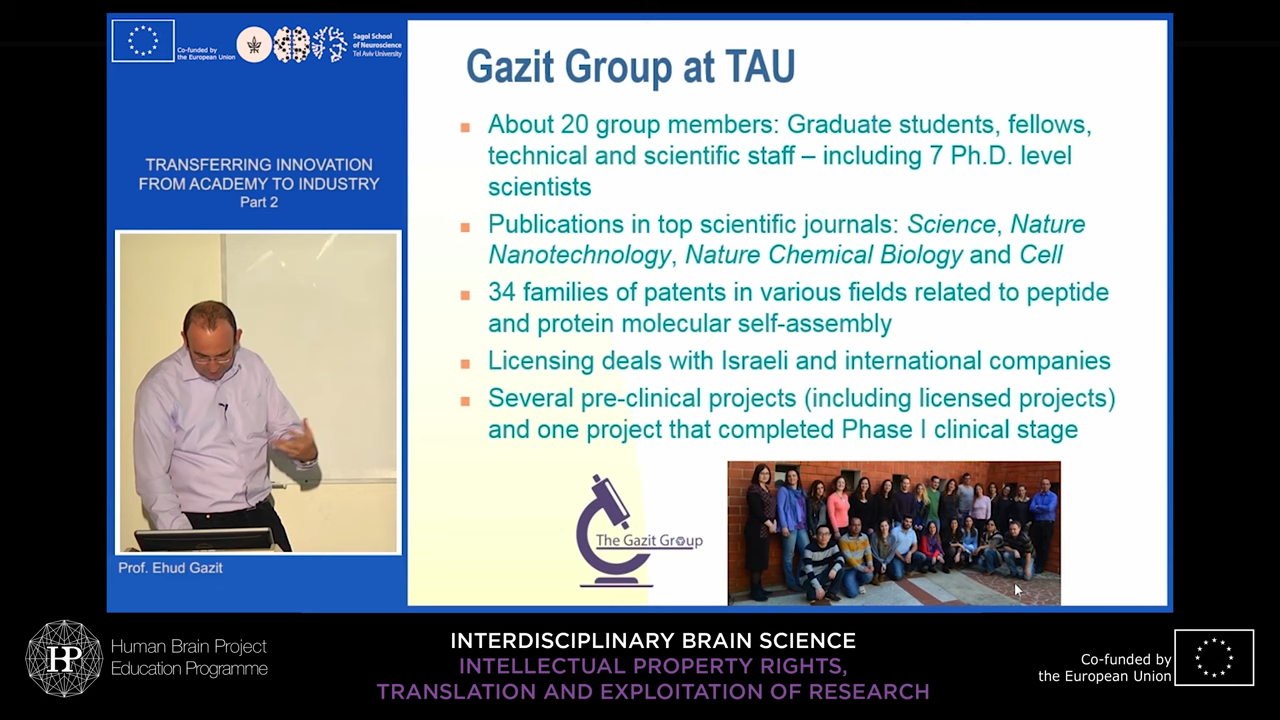 Co-funded by
the European Union
Sagol School
of Neuroscience
Tel Aviv University
TRANSFERRING INNOVATION
FROM ACADEMY TO INDUSTRY
Part 2
Prof. Ehud Gazit
Gazit Group at TAU
About 20 group members: Graduate students, fellows,
technical and scientific staff – including 7 Ph.D. level
scientists
Publications in top scientific journals: Science, Nature
Nanotechnology, Nature Chemical Biology and Cell
34 families of patents in various fields related to peptide
and protein molecular self-assembly
Licensing deals with Israeli and international companies
Several pre-clinical projects (including licensed projects)
and one project that completed Phase I clinical stage
The Gazit Group
HBP
Human Brain Project
Education Programme
INTERDISCIPLINARY BRAIN SCIENCE
INTELLECTUAL PROPERTY RIGHTS,
TRANSLATION AND EXPLOITATION OF RESEARCH
Co-funded by
the European Union